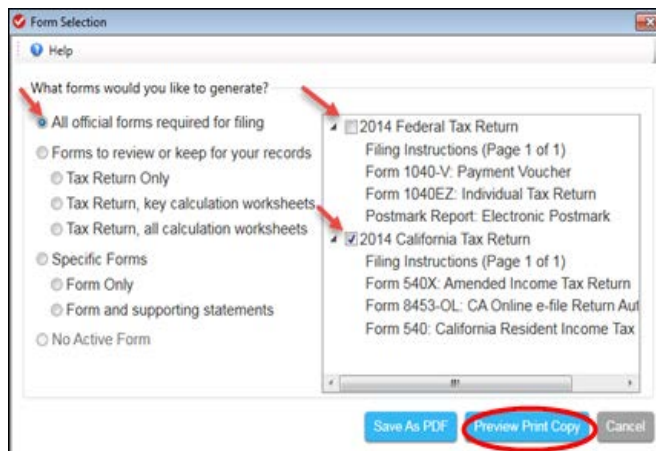 Form Selection
Help
What forms would you like to generate?
All official forms required for filing
Forms to review or keep for your records
Tax Return Only
Tax Return, key calculation worksheets
Tax Return, all calculation worksheets
Specific Forms
Form Only
Form and supporting statements
No Active Form
2014 Federal Tax Return
Filing Instructions (Page 1 of 1)
Form 1040-V: Payment Voucher
Form 1040EZ: Individual Tax Return
Postmark Report: Electronic Postmark
2014 California Tax Return
Filing Instructions (Page 1 of 1)
Form 540X: Amended Income Tax Return
Form 8453-OL: CA Online e-file Return Aut
Form 540: California Resident Income Tax
Save As PDF
Preview Print Copy
Cancel